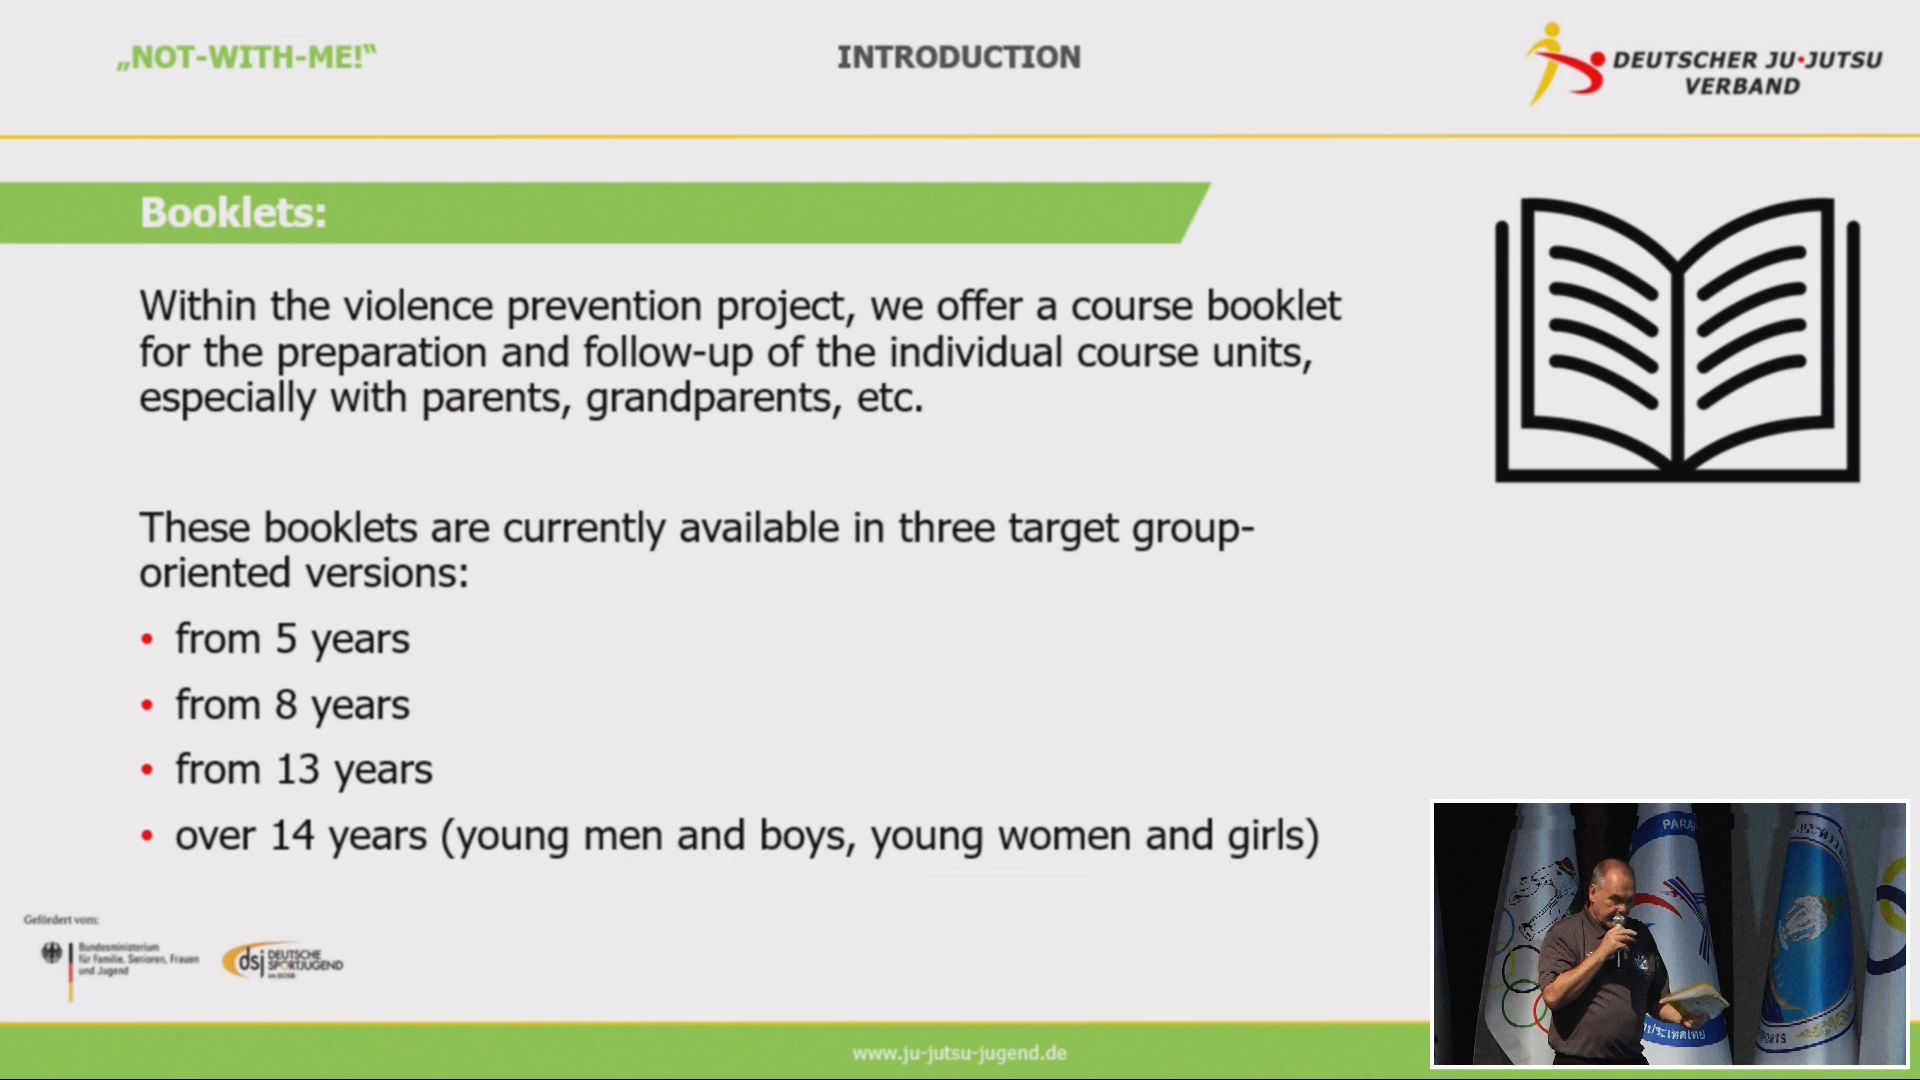 „NOT-WITH-ME!“
INTRODUCTION
DEUTSCHER JU•JUTSU
VERBAND
Booklets:
Within the violence prevention project, we offer a course booklet
for the preparation and follow-up of the individual course units,
especially with parents, grandparents, etc.
These booklets are currently available in three target group-
oriented versions:
• from 5 years
• from 8 years
• from 13 years
• over 14 years (young men and boys, young women and girls)
Gefördert vom:
Bundesministerium
für Familie, Senioren, Frauen
und Jugend
dsj DEUTSCHE
SPORTJUGEND
im DOSB
www.ju-jutsu-jugend.de